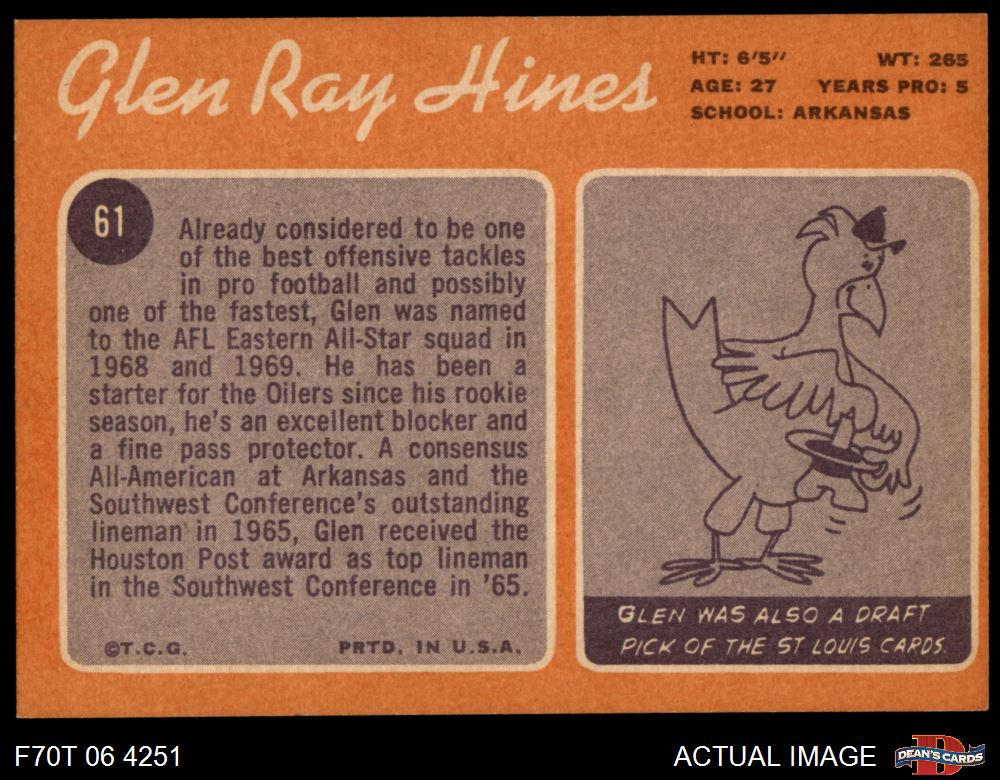 Glen Ray Hines
HT: 6'5" WT: 265
AGE: 27 YEARS PRO: 5
SCHOOL: ARKANSAS
61
Already considered to be one
of the best offensive tackles
in pro football and possibly
one of the fastest, Glen was named
to the AFL Eastern All-Star squad in
1968 and 1969. He has been a
starter for the Oilers since his rookie
season, he's an excellent blocker and
a fine pass protector. A consensus
All-American at Arkansas and the
Southwest Conference's outstanding
lineman in 1965, Glen received the
Houston Post award as top lineman
in the Southwest Conference in '65.
©T.C.G. PRTD. IN U.S.A.
GLEN WAS ALSO A DRAFT
PICK OF THE ST LOUIS CARDS.
F70T 06 4251
ACTUAL IMAGE
D
DEAN'S CARDS